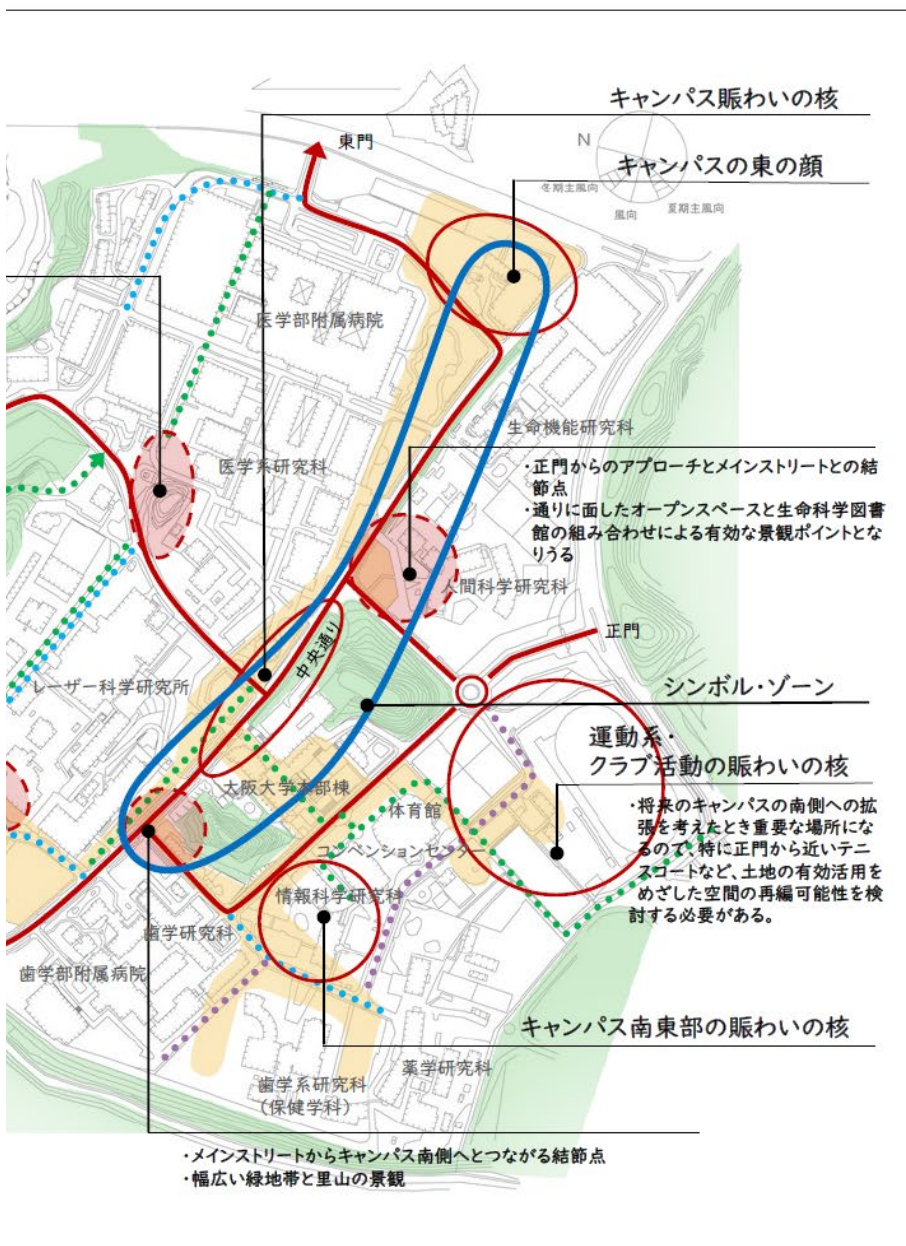 キャンパス賑わいの核
東門
N
キャンパスの東の顔
冬期主風向
風向
夏期主風向
医学部附属病院
生命機能研究科
医学系研究科
・正門からのアプローチとメインストリートとの結
節点
・通りに面したオープンスペースと生命科学図書
館の組み合わせによる有効な景観ポイントとな
りうる
人間科学研究科
中央通り
正門
レーザー科学研究所
シンボル・ゾーン
運動系・
クラブ活動の賑わいの核
大阪大学本部棟
体育館
・将来のキャンパスの南側への拡
張を考えたとき重要な場所にな
るので、特に正門から近いテニ
スコートなど、土地の有効活用を
めざした空間の再編可能性を検
討する必要がある。
コンベンションセンター
情報科学研究科
歯学研究科
歯学部附属病院
キャンパス南東部の賑わいの核
薬学研究科
歯学系研究科
(保健学科)
・メインストリートからキャンパス南側へとつながる結節点
・幅広い緑地帯と里山の景観